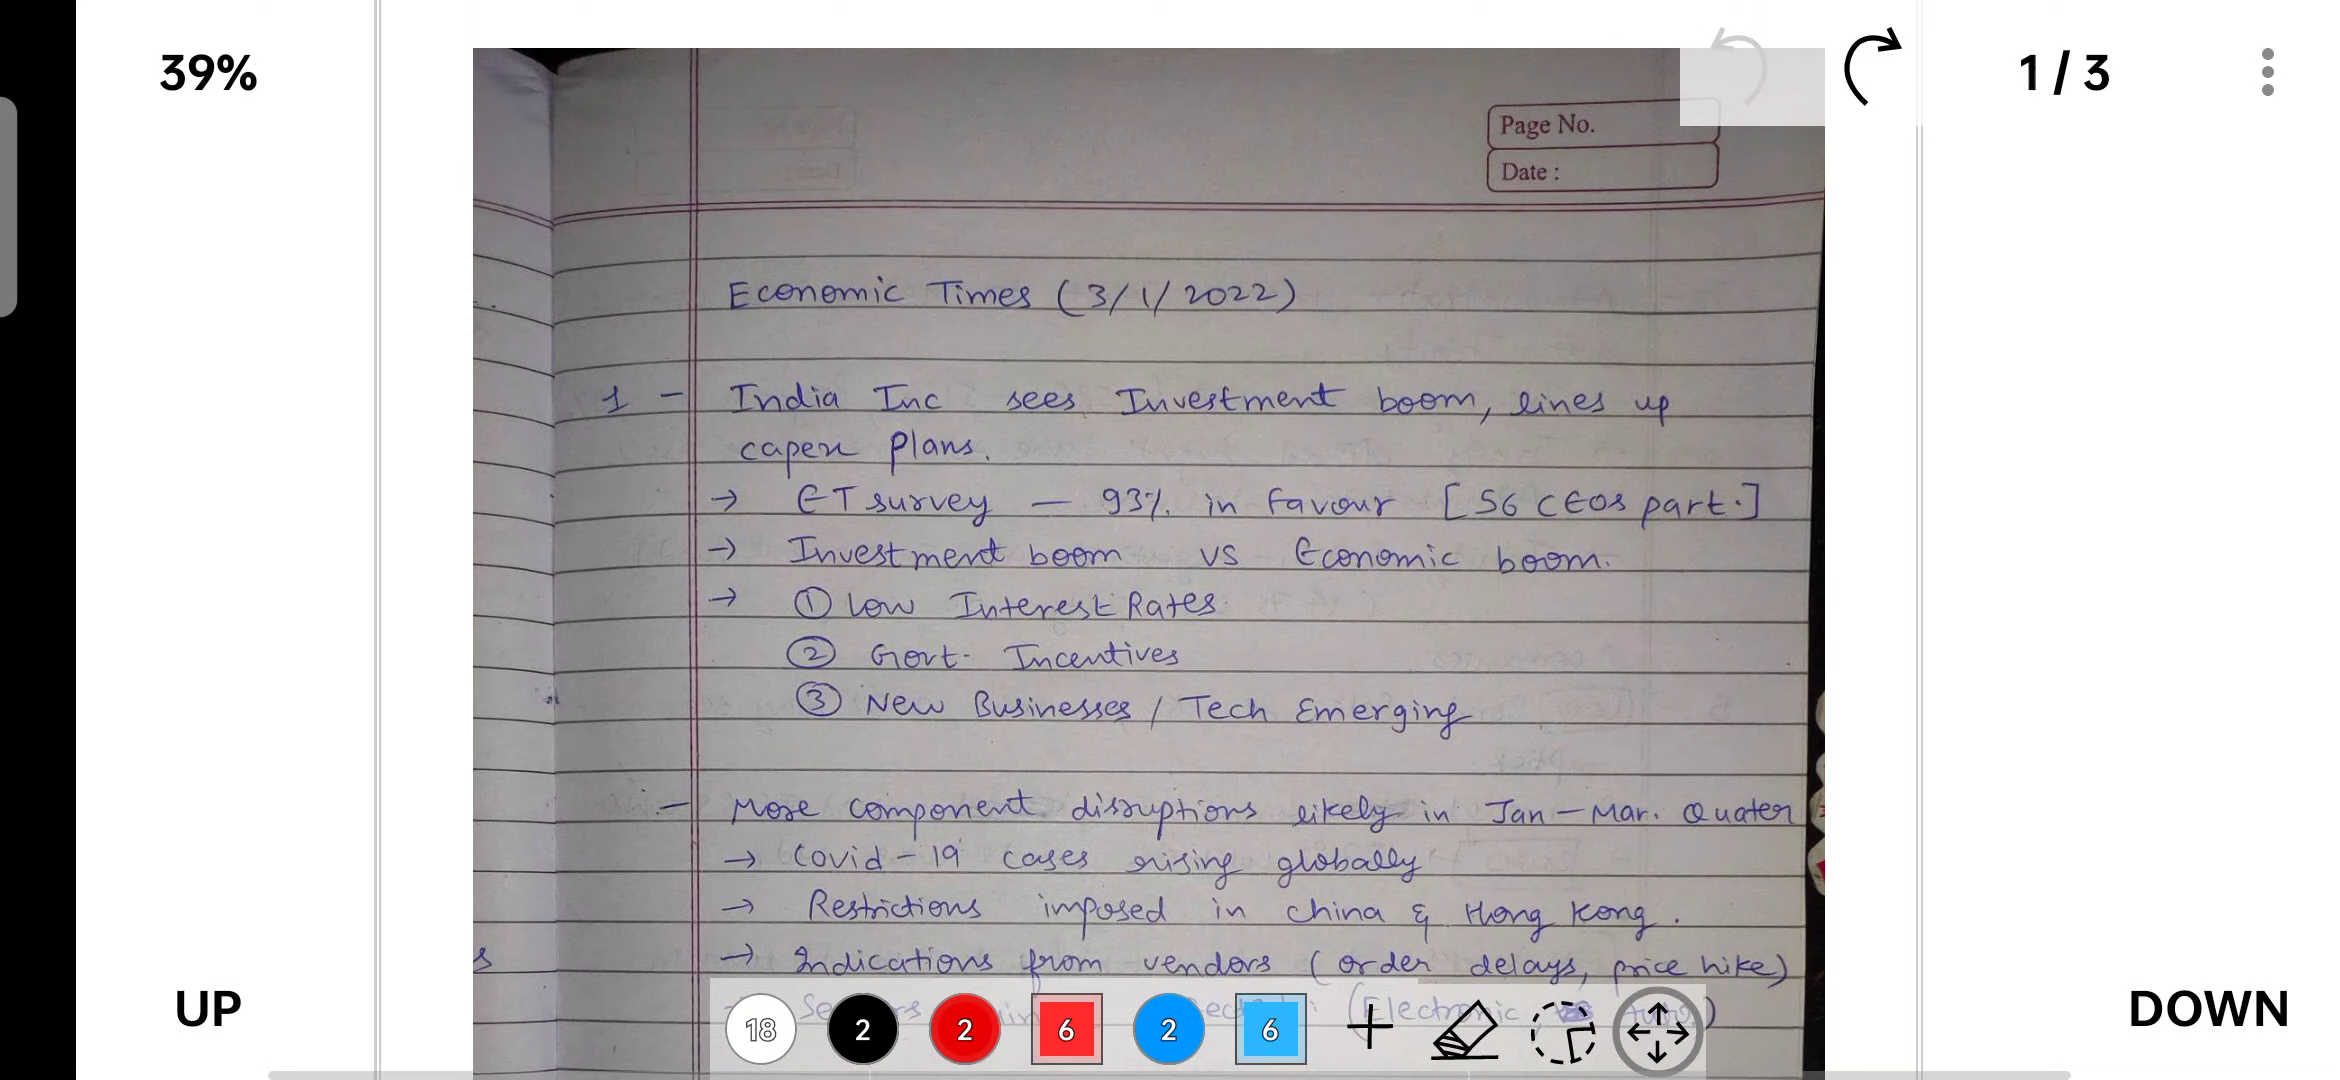 39%
1 / 3
Page No.
Date :
Economic Times (3/1/2022)
1 - India Inc sees Investment boom, lines up
capex plans.
→ ET survey — 93% in favour [56 CEOs part.]
→ Investment boom vs Economic boom.
→ ① Low Interest Rates.
② Govt. Incentives
③ New Businesses / Tech Emerging
- More component disruptions likely in Jan - Mar. Quater
→ Covid-19 cases rising globally
→ Restrictions imposed in China & Hong Kong.
s → Indications from vendors (order delays, price hike)
(Electronic
UP
18 2 2 6 2 6
DOWN